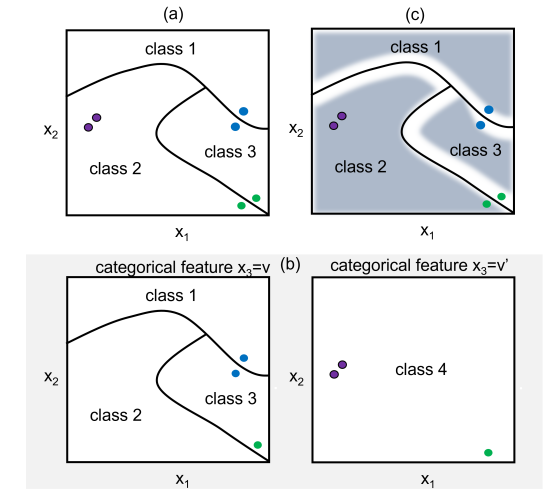 (a)
class 1
x2
class 2
class 3
x1
(c)
class 1
x2
class 2
class 3
x1
(b)
categorical feature x3=v
class 1
x2
class 2
class 3
x1
categorical feature x3=v’
x2
class 4
x1